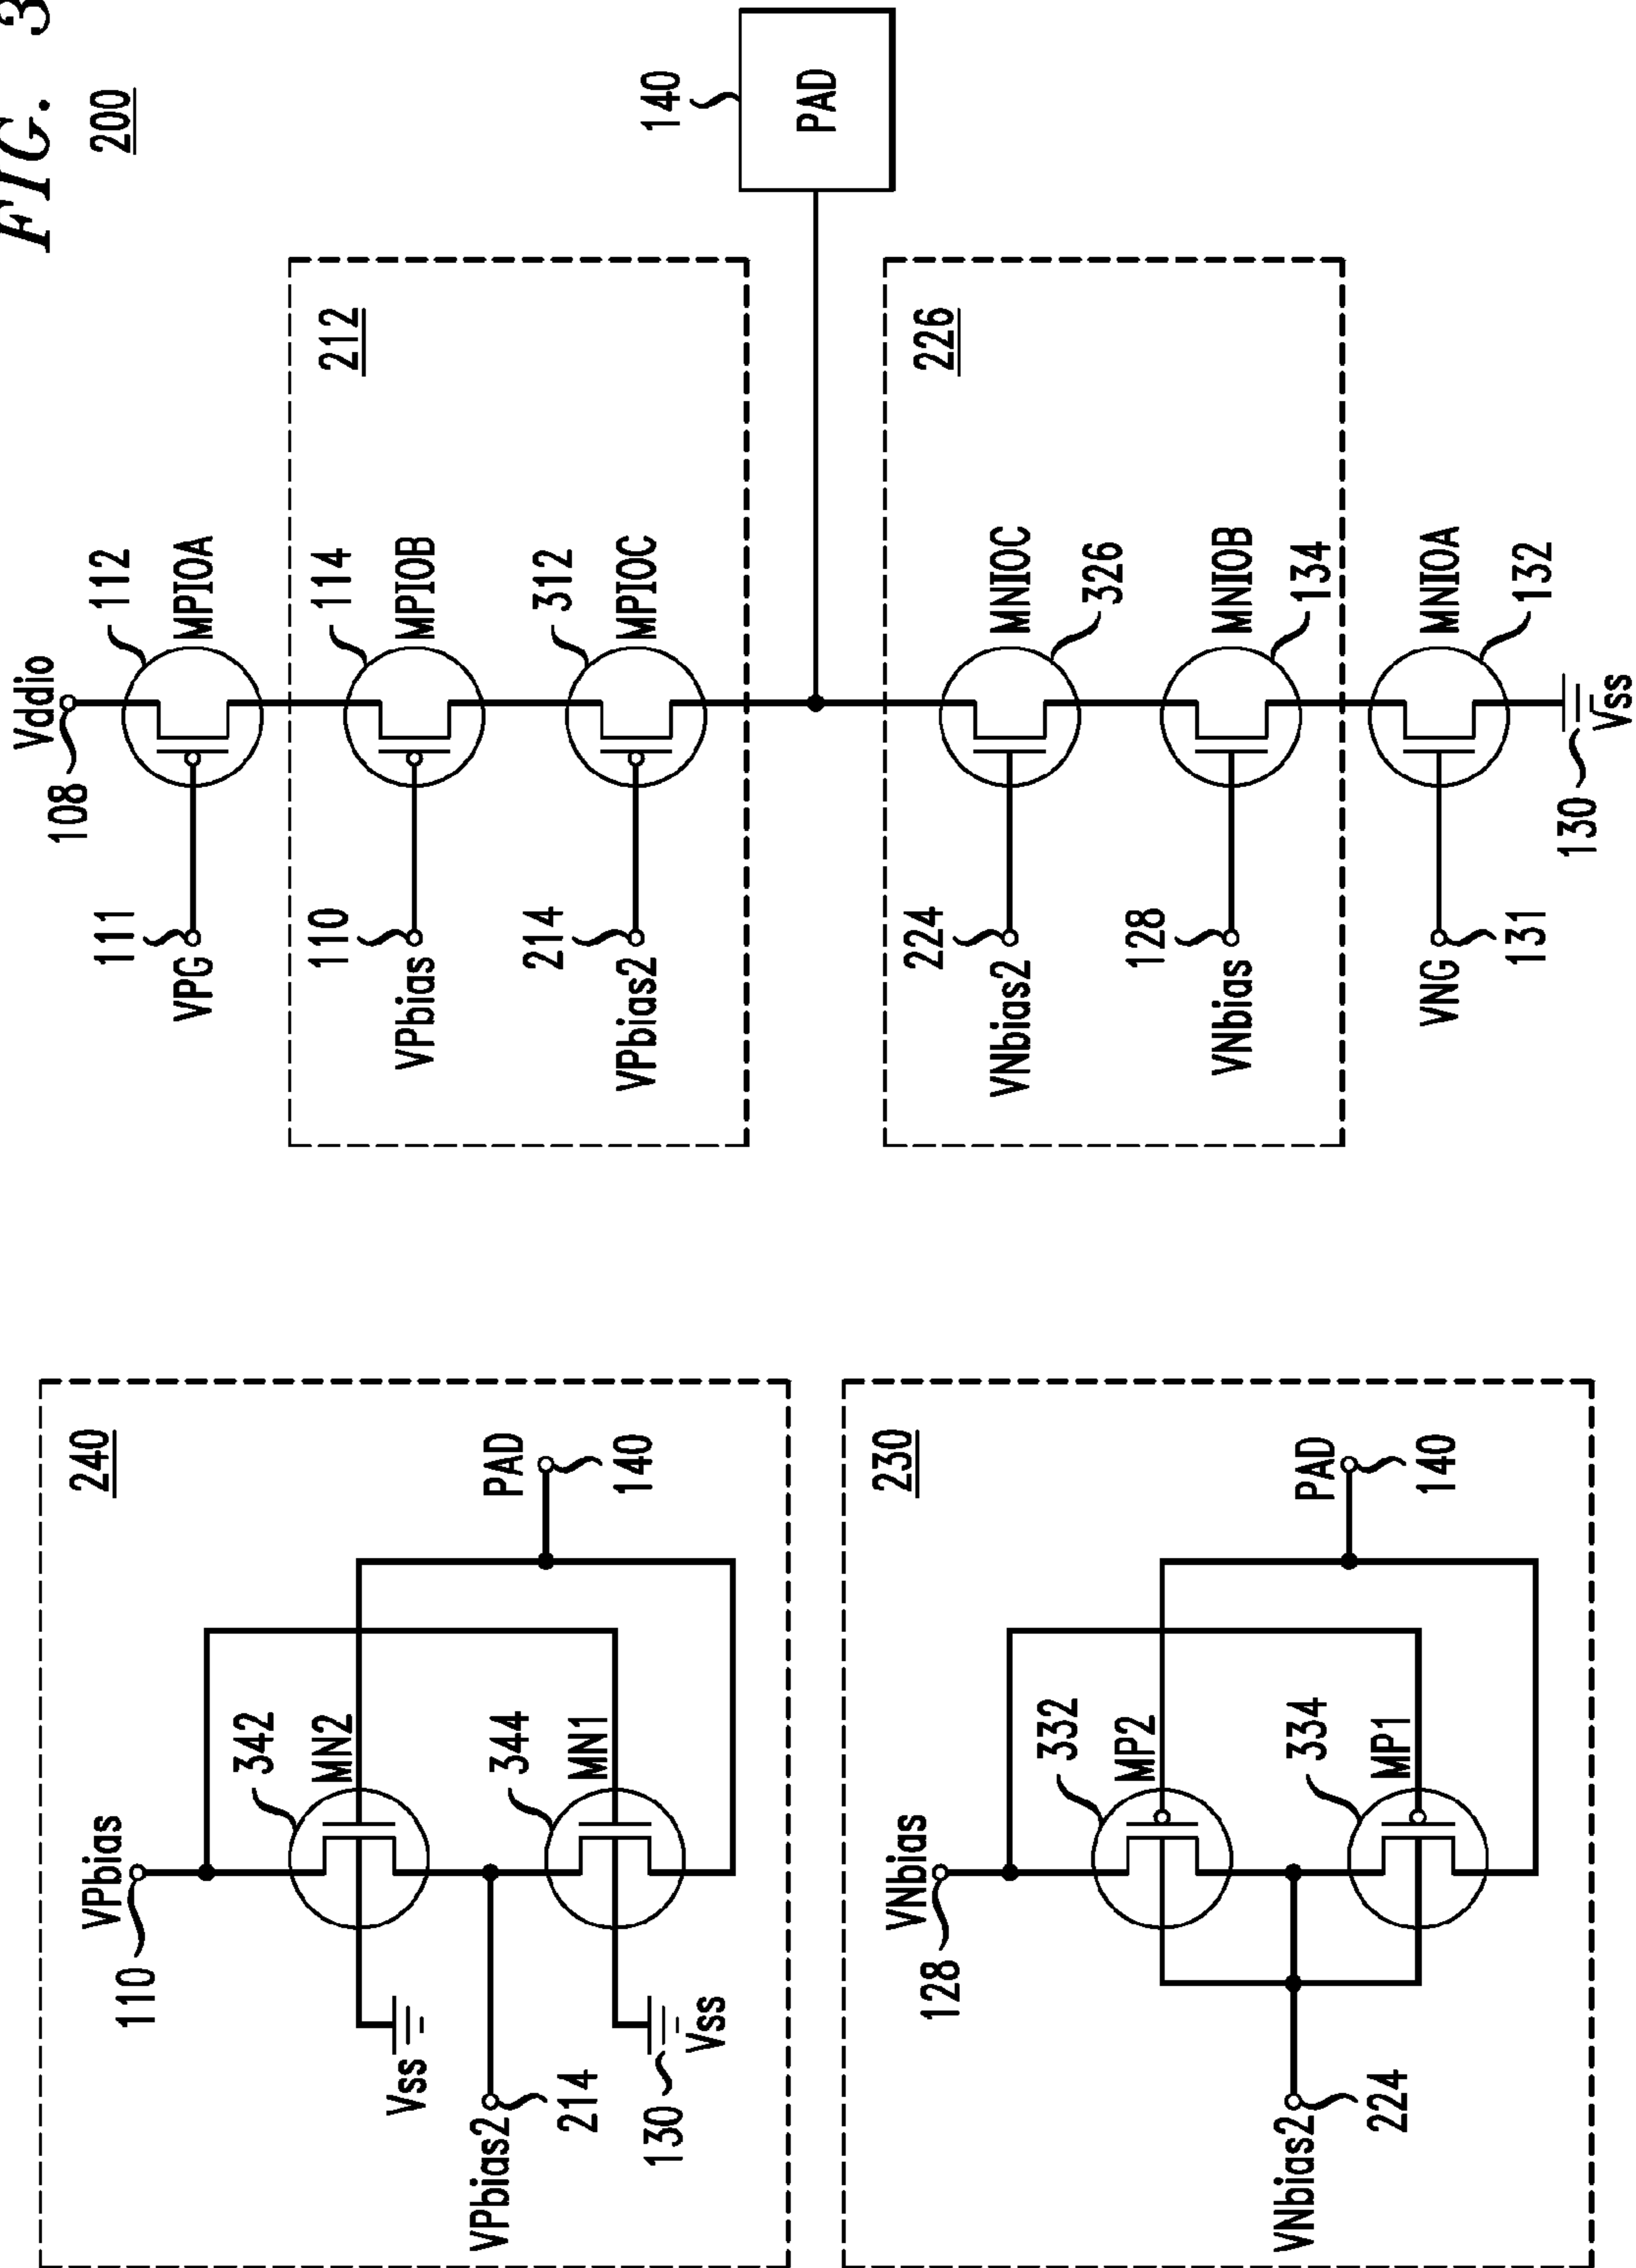 FIG. 3
200
Vddio
108
112
111
VPG
MPIOA
212
114
110
VPbias
MPIOB
312
214
VPbias2
MPIOC
140
PAD
226
224
VNbias2
MNIOC
326
128
VNbias
MNIOB
134
131
VNG
MNIOA
132
130
Vss
240
VPbias
110
342
MN2
Vss
344
MN1
VPbias2
214
130
Vss
PAD
140
230
VNbias
128
332
MP2
334
MP1
VNbias2
224
PAD
140